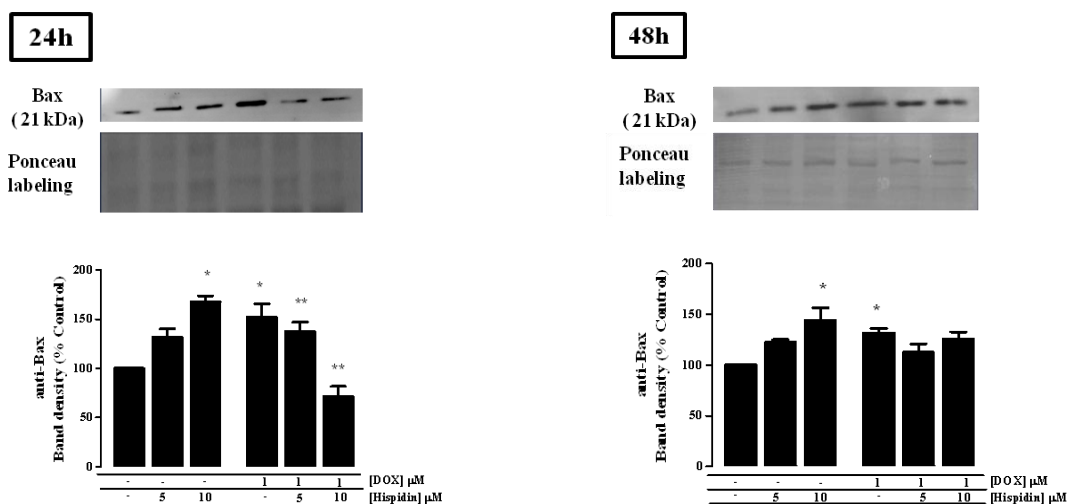 24h
Bax
( 21 kDa)
Ponceau
labeling
anti-Bax
Band density (% Control)
200
150
100
50
0
*
*
**
**
- - - 1 1 1 [DOX] µM
- 5 10 - 5 10 [Hispidin] µM
48h
Bax
(21 kDa)
Ponceau
labeling
anti-Bax
Band density (% Control)
200
150
100
50
0
*
*
- - - 1 1 1 [DOX] µM
- 5 10 - 5 10 [Hispidin] µM